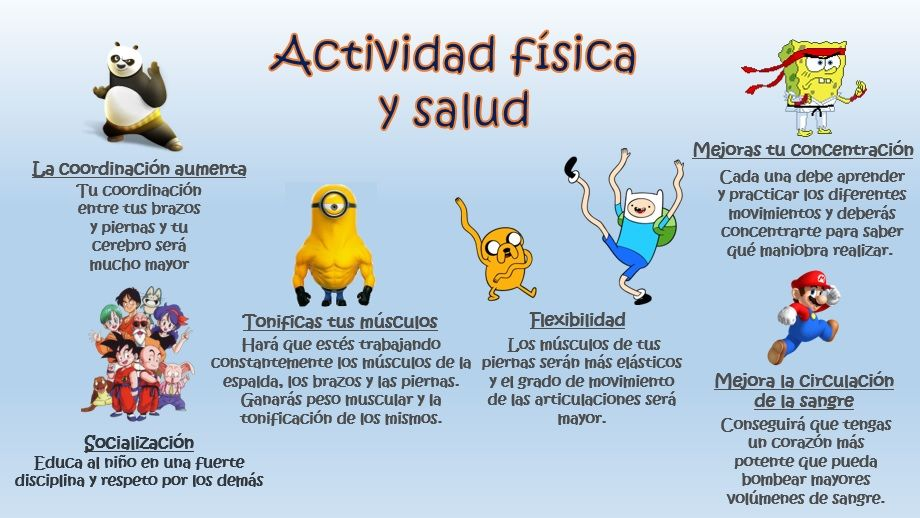 Actividad física
y salud
La coordinación aumenta
Tu coordinación
entre tus brazos
y piernas y tu
cerebro será
mucho mayor
Mejoras tu concentración
Cada una debe aprender
y practicar los diferentes
movimientos y deberás
concentrarte para saber
qué maniobra realizar.
Tonificas tus músculos
Hará que estés trabajando
constantemente los músculos de la
espalda, los brazos y las piernas.
Ganarás peso muscular y la
tonificación de los mismos.
Flexibilidad
Los músculos de tus
piernas serán más elásticos
y el grado de movimiento
de las articulaciones será
mayor.
Mejora la circulación
de la sangre
Conseguirá que tengas
un corazón más
potente que pueda
bombear mayores
volúmenes de sangre.
Socialización
Educa al niño en una fuerte
disciplina y respeto por los demás